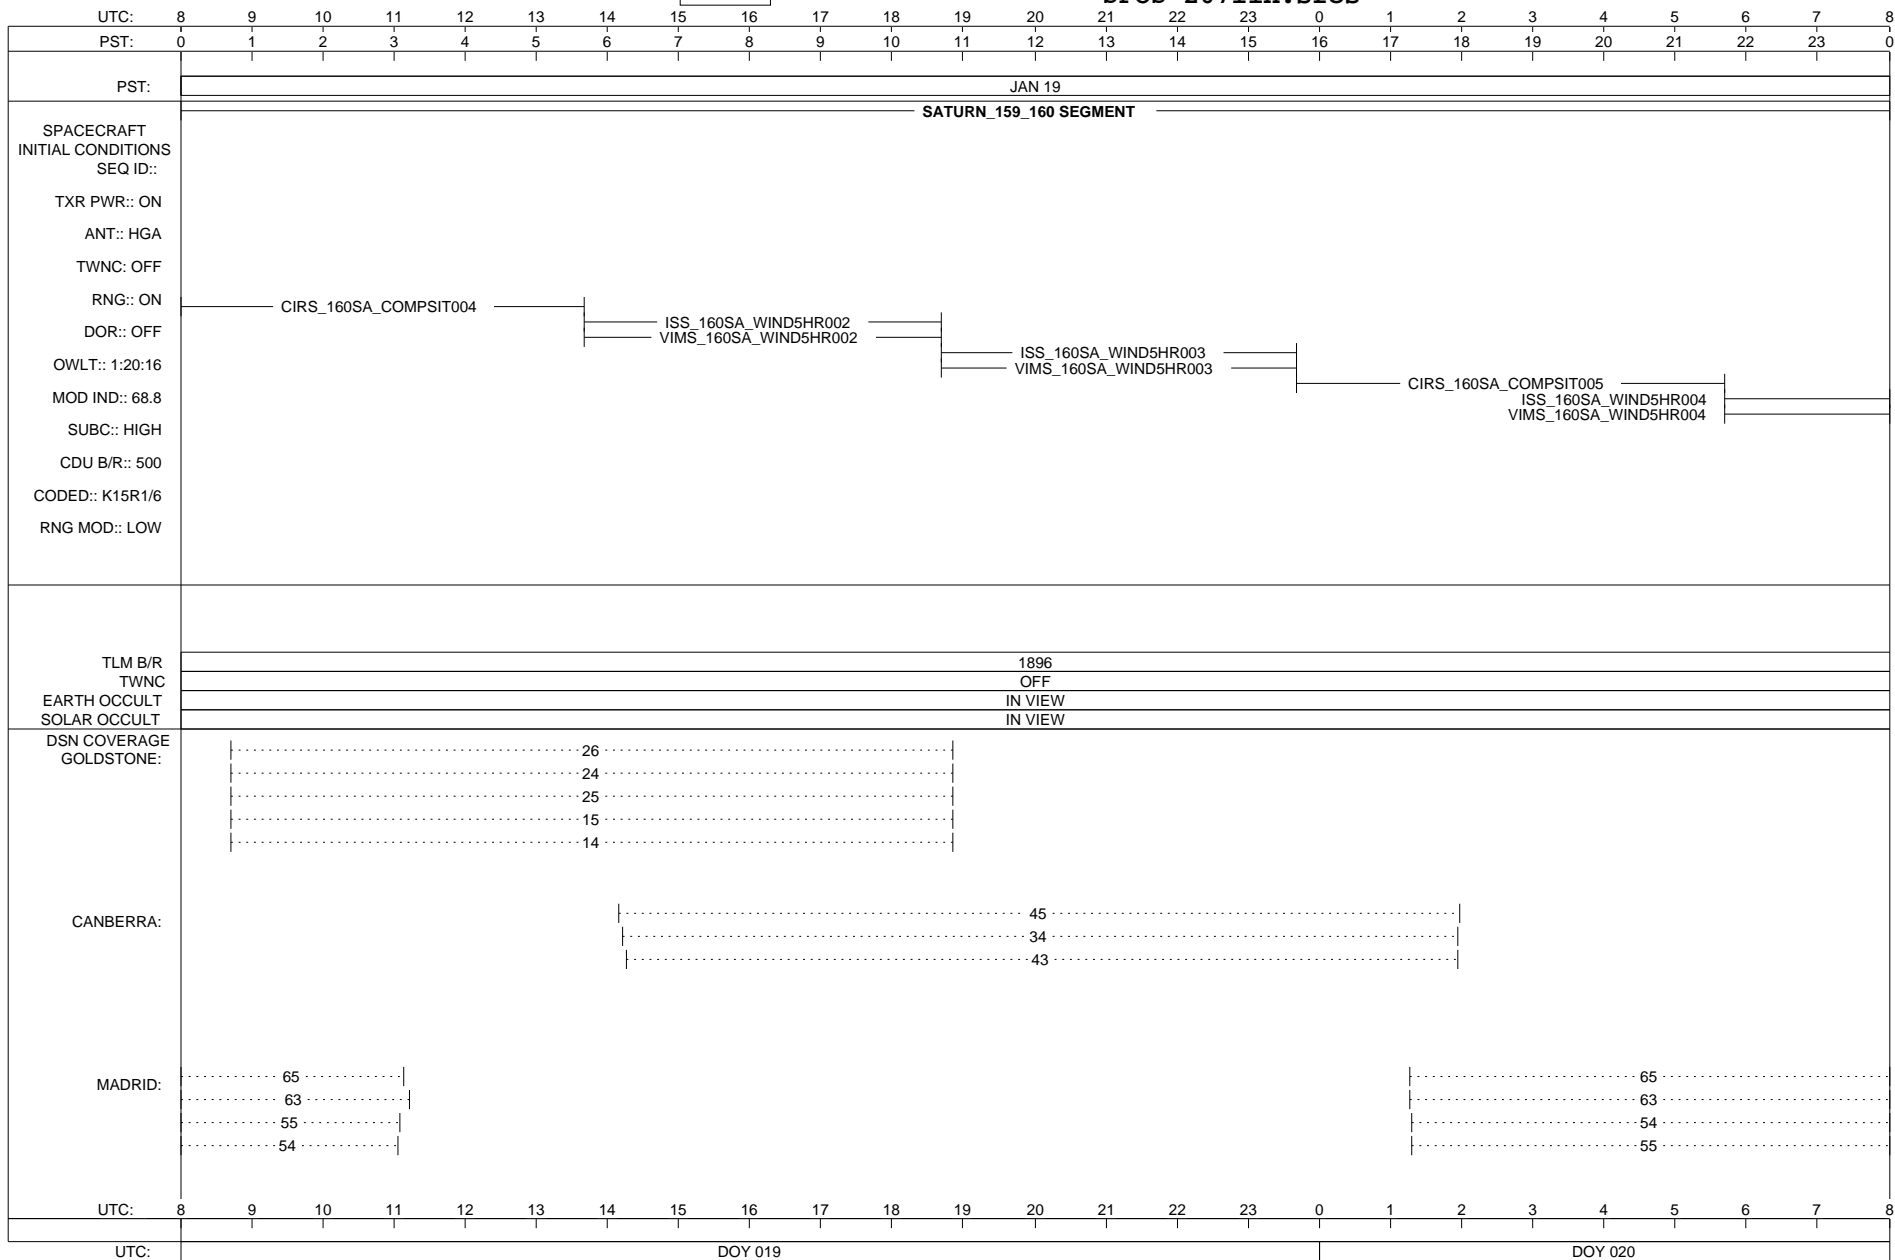 UTC: 8 9 10 11 12 13 14 15 16 17 18 19 20 21 22 23 0 1 2 3 4 5 6 7 8
PST: 0 1 2 3 4 5 6 7 8 9 10 11 12 13 14 15 16 17 18 19 20 21 22 23 0
PST: JAN 19
SATURN_159_160 SEGMENT
SPACECRAFT
INITIAL CONDITIONS
SEQ ID::
TXR PWR:: ON
ANT:: HGA
TWNC: OFF
RNG:: ON
CIRS_160SA_COMPSIT004
ISS_160SA_WIND5HR002
DOR:: OFF
VIMS_160SA_WIND5HR002
ISS_160SA_WIND5HR003
OWLT:: 1:20:16
VIMS_160SA_WIND5HR003
CIRS_160SA_COMPSIT005
MOD IND:: 68.8
ISS_160SA_WIND5HR004
VIMS_160SA_WIND5HR004
SUBC:: HIGH
CDU B/R:: 500
CODED:: K15R1/6
RNG MOD:: LOW
TLM B/R 1896
TWNC OFF
EARTH OCCULT IN VIEW
SOLAR OCCULT IN VIEW
DSN COVERAGE
GOLDSTONE:
26
24
25
15
14
CANBERRA:
45
34
43
MADRID:
65 65
63 63
55 54
54 55
UTC: 8 9 10 11 12 13 14 15 16 17 18 19 20 21 22 23 0 1 2 3 4 5 6 7 8
UTC: DOY 019 DOY 020